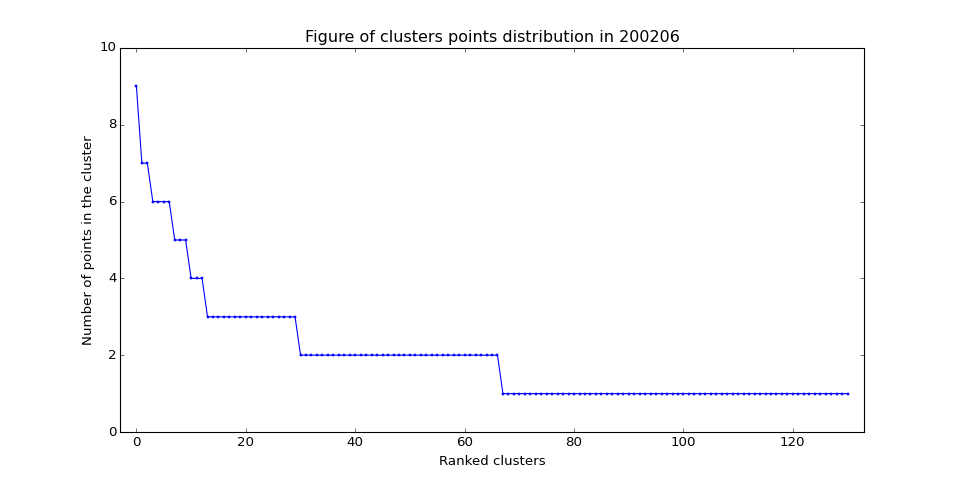 Figure of clusters points distribution in 200206
10
8
6
4
2
0
Number of points in the cluster
0 20 40 60 80 100 120
Ranked clusters